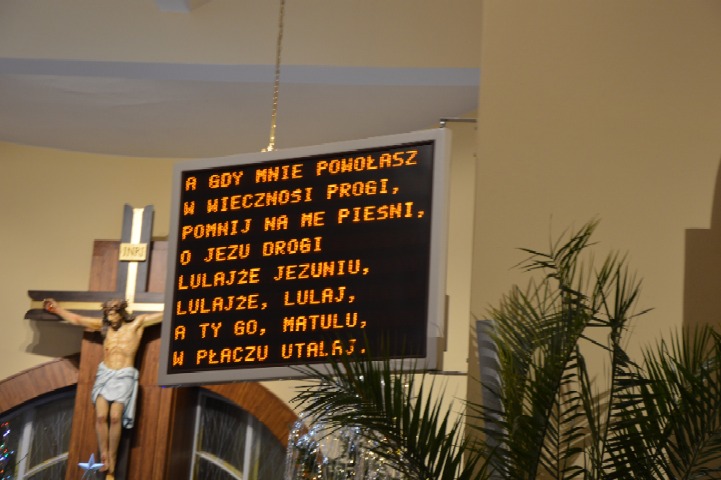 INRI
A GDY MNIE POWOŁASZ
W WIECZNOSI PROGI,
POMNIJ NA ME PIESNI,
O JEZU DROGI
LULAJŻE JEZUNIU,
LULAJŻE, LULAJ,
A TY GO, MATULU,
W PŁACZU UTALAJ.